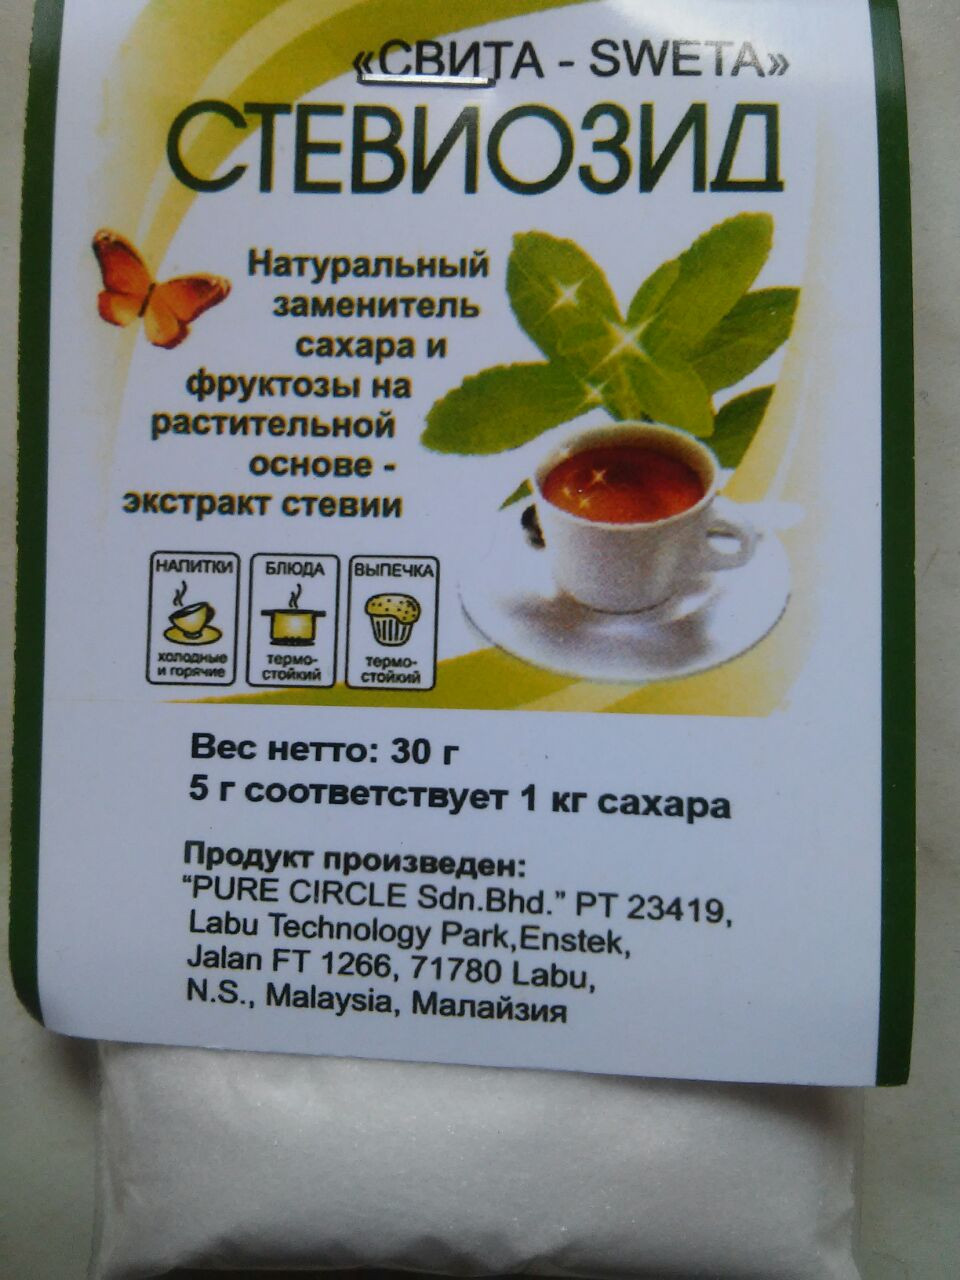 «СВИТА - SWETA»
СТЕВИОЗИД
Натуральный
заменитель
сахара и
фруктозы на
растительной
основе -
экстракт стевии
НАПИТКИ
холодные
и горячие
БЛЮДА
термо-
стойкий
ВЫПЕЧКА
термо-
стойкий
Вес нетто: 30 г
5 г соответствует 1 кг сахара
Продукт произведен:
“PURE CIRCLE Sdn.Bhd.” PT 23419,
Labu Technology Park,Enstek,
Jalan FT 1266, 71780 Labu,
N.S., Malaysia, Малайзия